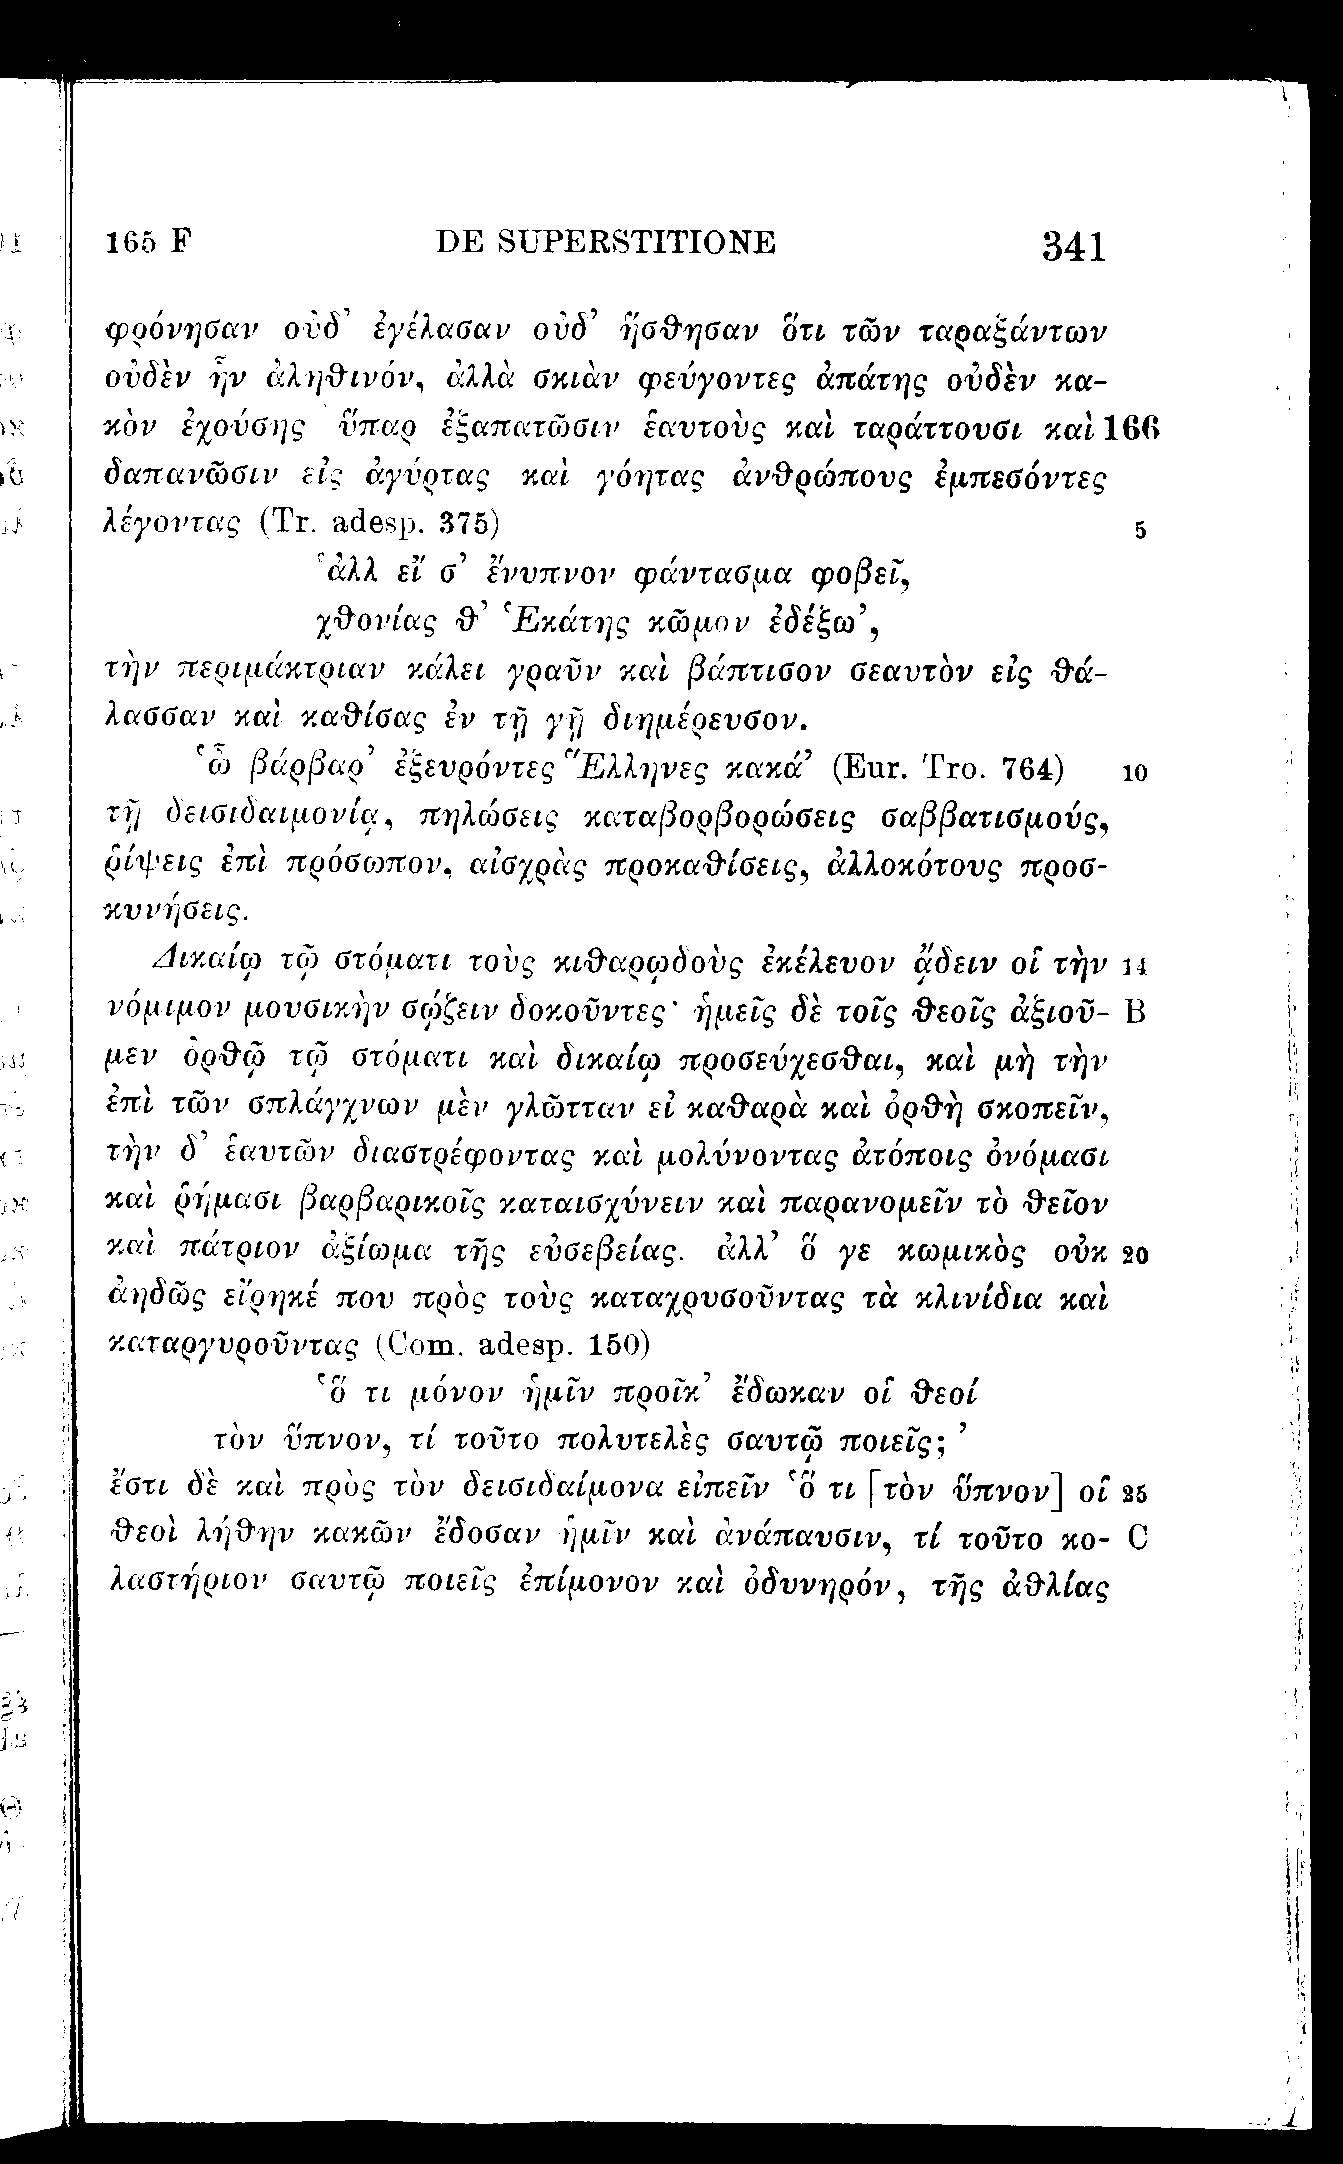 165 F DE SUPERSTITIONE 341
φρόνησαν οὐδ’ ἐγέλασαν οὐδ’ ἥσθησαν ὅτι τῶν ταραξάντων
οὐδὲν ἦν ἀληθινόν, ἀλλὰ σκιὰν φεύγοντες ἀπάτης οὐδὲν κα-
κὸν ἐχούσης ὕπαρ ἐξαπατῶσιν ἑαυτοὺς καὶ ταράττουσι καὶ 166
δαπανῶσιν εἰς ἀγύρτας καὶ γόητας ἀνθρώπους ἐμπεσόντες
λέγοντας (Tr. adesp. 375) 5
‘ἀλλ εἴ σ’ ἔνυπνον φάντασμα φοβεῖ,
χθονίας θ’ Ἑκάτης κῶμον ἐδέξω’,
τὴν περιμάκτριαν κάλει γραῦν καὶ βάπτισον σεαυτὸν εἰς θά-
λασσαν καὶ καθίσας ἐν τῇ γῇ διημέρευσον.
‘ὦ βάρβαρ’ ἐξευρόντες Ἕλληνες κακά’ (Eur. Tro. 764) 10
τῇ δεισιδαιμονίᾳ, πηλώσεις καταβορβορώσεις σαββατισμούς,
ῥίψεις ἐπὶ πρόσωπον, αἰσχρὰς προκαθίσεις, ἀλλοκότους προσ-
κυνήσεις.
Δικαίῳ τῷ στόματι τοὺς κιθαρῳδοὺς ἐκέλευον ᾄδειν οἱ τὴν 14
νόμιμον μουσικὴν σῴζειν δοκοῦντες· ἡμεῖς δὲ τοῖς θεοῖς ἀξιοῦ- B
μεν ὀρθῷ τῷ στόματι καὶ δικαίῳ προσεύχεσθαι, καὶ μὴ τὴν
ἐπὶ τῶν σπλάγχνων μὲν γλῶτταν εἰ καθαρὰ καὶ ὀρθὴ σκοπεῖν,
τὴν δ’ ἑαυτῶν διαστρέφοντας καὶ μολύνοντας ἀτόποις ὀνόμασι
καὶ ῥήμασι βαρβαρικοῖς καταισχύνειν καὶ παρανομεῖν τὸ θεῖον
καὶ πάτριον ἀξίωμα τῆς εὐσεβείας. ἀλλ’ ὅ γε κωμικὸς οὐκ 20
ἀηδῶς εἴρηκέ που πρὸς τοὺς καταχρυσοῦντας τὰ κλινίδια καὶ
καταργυροῦντας (Com. adesp. 150)
‘ὅ τι μόνον ἡμῖν προῖκ’ ἔδωκαν οἱ θεοί
τὸν ὕπνον, τί τοῦτο πολυτελὲς σαυτῷ ποιεῖς;’
ἔστι δὲ καὶ πρὸς τὸν δεισιδαίμονα εἰπεῖν ‘ὅ τι [τὸν ὕπνον] οἱ 25
θεοὶ λήθην κακῶν ἔδοσαν ἡμῖν καὶ ἀνάπαυσιν, τί τοῦτο κο- C
λαστήριον σαυτῷ ποιεῖς ἐπίμονον καὶ ὀδυνηρόν, τῆς ἀθλίας